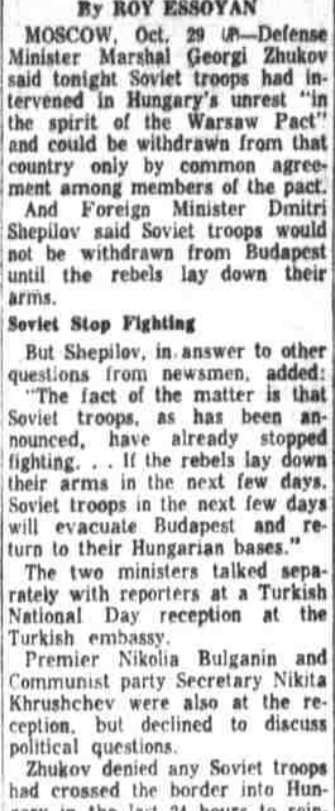 By ROY ESSOYAN
MOSCOW, Oct. 29 (AP)—Defense
Minister Marshal Georgi Zhukov
said tonight Soviet troops had in-
tervened in Hungary's unrest "in
the spirit of the Warsaw Pact"
and could be withdrawn from that
country only by common agree-
ment among members of the pact.
And Foreign Minister Dmitri
Shepilov said Soviet troops would
not be withdrawn from Budapest
until the rebels lay down their
arms.
Soviet Stop Fighting
But Shepilov, in answer to other
questions from newsmen, added:
"The fact of the matter is that
Soviet troops, as has been an-
nounced, have already stopped
fighting. . . If the rebels lay down
their arms in the next few days,
Soviet troops in the next few days
will evacuate Budapest and re-
turn to their Hungarian bases."
The two ministers talked sepa-
rately with reporters at a Turkish
National Day reception at the
Turkish embassy.
Premier Nikolia Bulganin and
Communist party Secretary Nikita
Khrushchev were also at the re-
ception, but declined to discuss
political questions.
Zhukov denied any Soviet troops
had crossed the border into Hun-
gary in the last 24 hours to